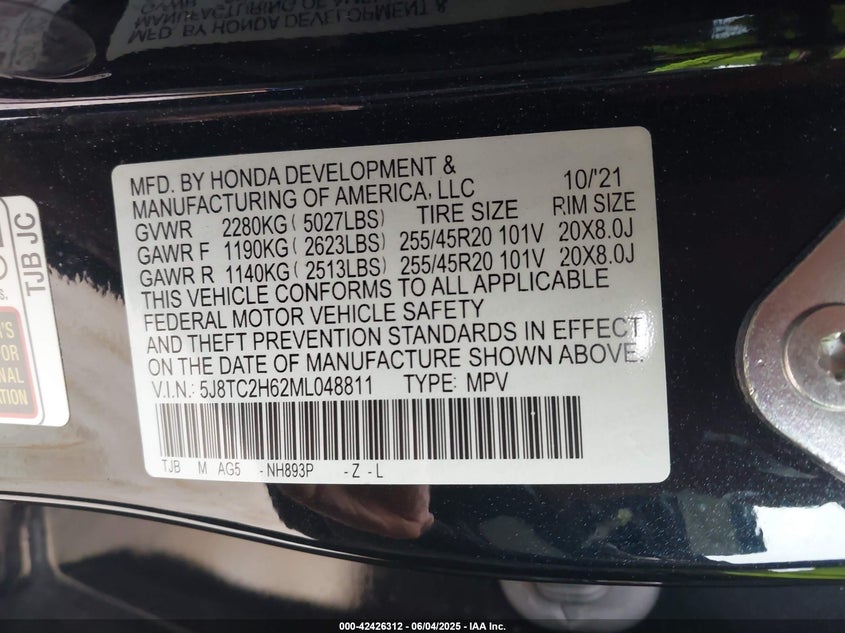 MFD. BY HONDA DEVELOPMENT &
MANUFACTURING OF AMERICA, LLC 10/'21
GVWR 2280KG( 5027LBS) TIRE SIZE RIM SIZE
GAWR F 1190KG( 2623LBS) 255/45R20 101V 20X8.0J
GAWR R 1140KG( 2513LBS) 255/45R20 101V 20X8.0J
THIS VEHICLE CONFORMS TO ALL APPLICABLE
FEDERAL MOTOR VEHICLE SAFETY
AND THEFT PREVENTION STANDARDS IN EFFECT
ON THE DATE OF MANUFACTURE SHOWN ABOVE.
V.I.N.: 5J8TC2H62ML048811 TYPE: MPV
TJB M AG5 -NH893P -Z -L
TJB JC
000-42426312 - 06/04/2025 - IAA Inc.